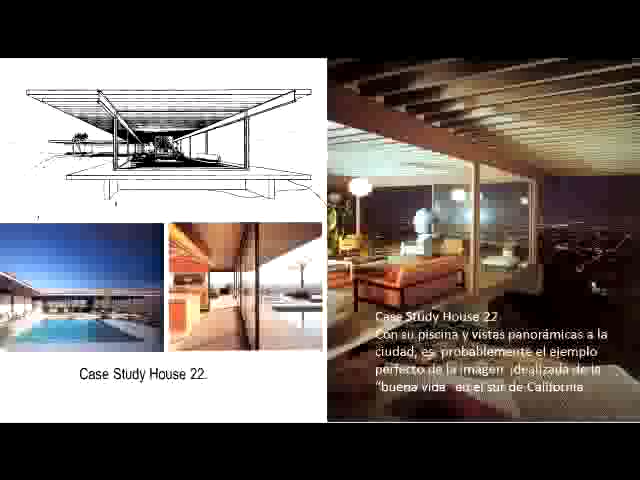 Case Study House 22.
Case Study House 22
Con su piscina y vistas panorámicas a la
ciudad, es probablemente el ejemplo
perfecto de la imagen idealizada de la
"buena vida" en el sur de California